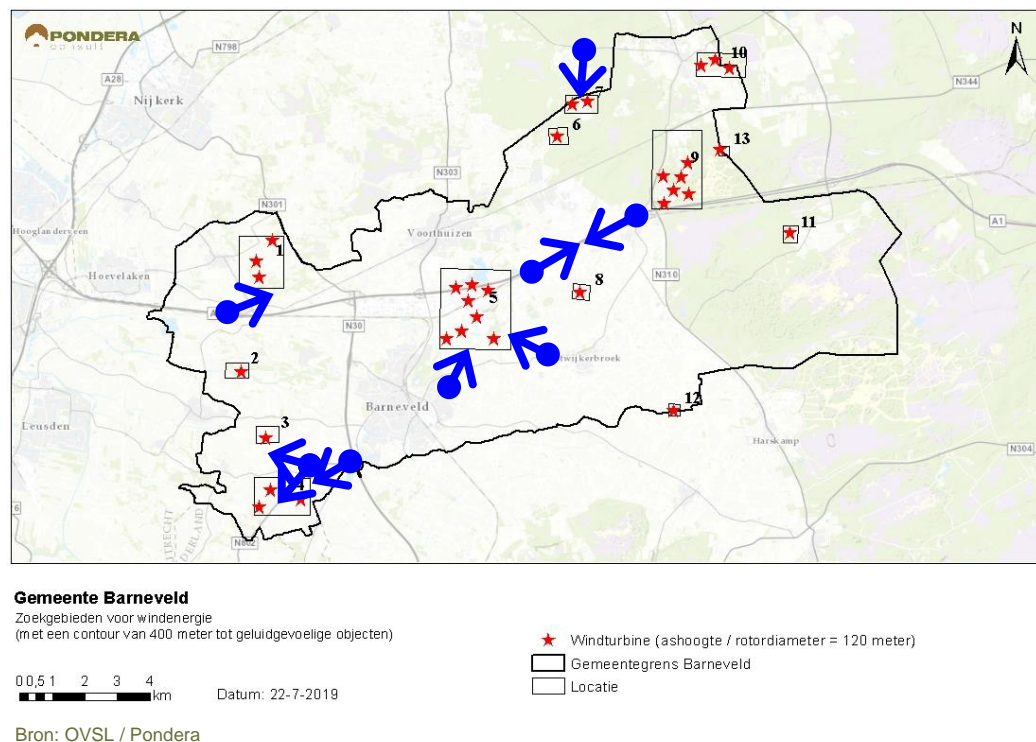 PONDERA
consult
N
N798
A28
Nijkerk
10
N344
7
6
13
N303
9
N301
A1
Hooglanderveen
Voorthuizen
11
1
Hoevelaken
N310
8
5
N30
2
twijkerbroek
Barneveld
12
Leusden
3
Harskamp
N304
4
N802
Gemeente Barneveld
Zoekgebieden voor windenergie
(met een contour van 400 meter tot geluidgevoelige objecten)
Windturbine (ashoogte / rotordiameter = 120 meter)
Gemeentegrens Barneveld
Locatie
0 0,5 1 2 3 4
km
Datum: 22-7-2019
Bron: OVSL / Pondera